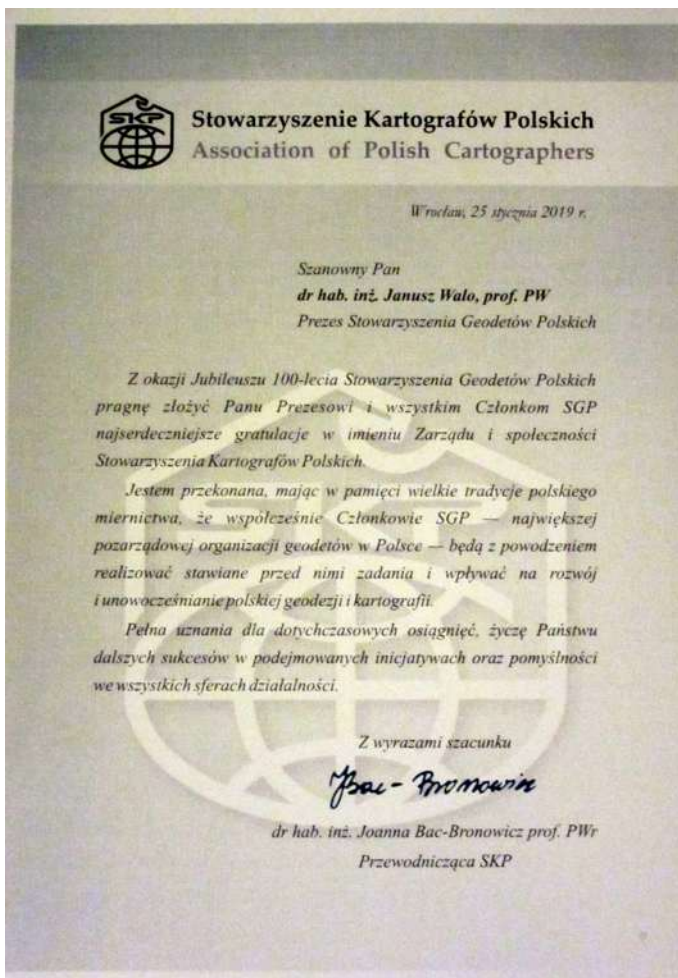 SKP
Stowarzyszenie Kartografów Polskich
Association of Polish Cartographers
Wrocław, 25 stycznia 2019 r.
Szanowny Pan
dr hab. inż. Janusz Walo, prof. PW
Prezes Stowarzyszenia Geodetów Polskich
Z okazji Jubileuszu 100-lecia Stowarzyszenia Geodetów Polskich
pragnę złożyć Panu Prezesowi i wszystkim Członkom SGP
najserdeczniejsze gratulacje w imieniu Zarządu i społeczności
Stowarzyszenia Kartografów Polskich.
Jestem przekonana, mając w pamięci wielkie tradycje polskiego
miernictwa, że współcześnie Członkowie SGP — największej
pozarządowej organizacji geodetów w Polsce — będą z powodzeniem
realizować stawiane przed nimi zadania i wpływać na rozwój
i unowocześnianie polskiej geodezji i kartografii.
Pełna uznania dla dotychczasowych osiągnięć, życzę Państwu
dalszych sukcesów w podejmowanych inicjatywach oraz pomyślności
we wszystkich sferach działalności.
Z wyrazami szacunku
JBac-Bronowicz
dr hab. inż. Joanna Bac-Bronowicz prof. PWr
Przewodnicząca SKP